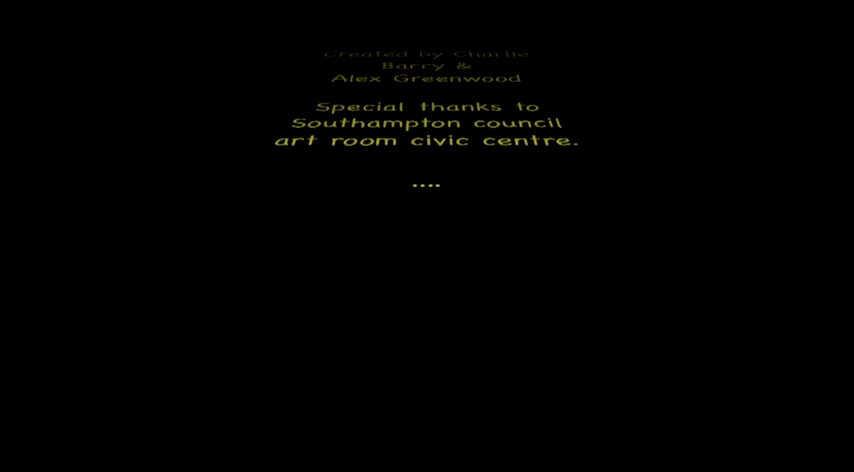 Created by Charlie
Barry &
Alex Greenwood
Special thanks to
Southampton council
art room civic centre.
....